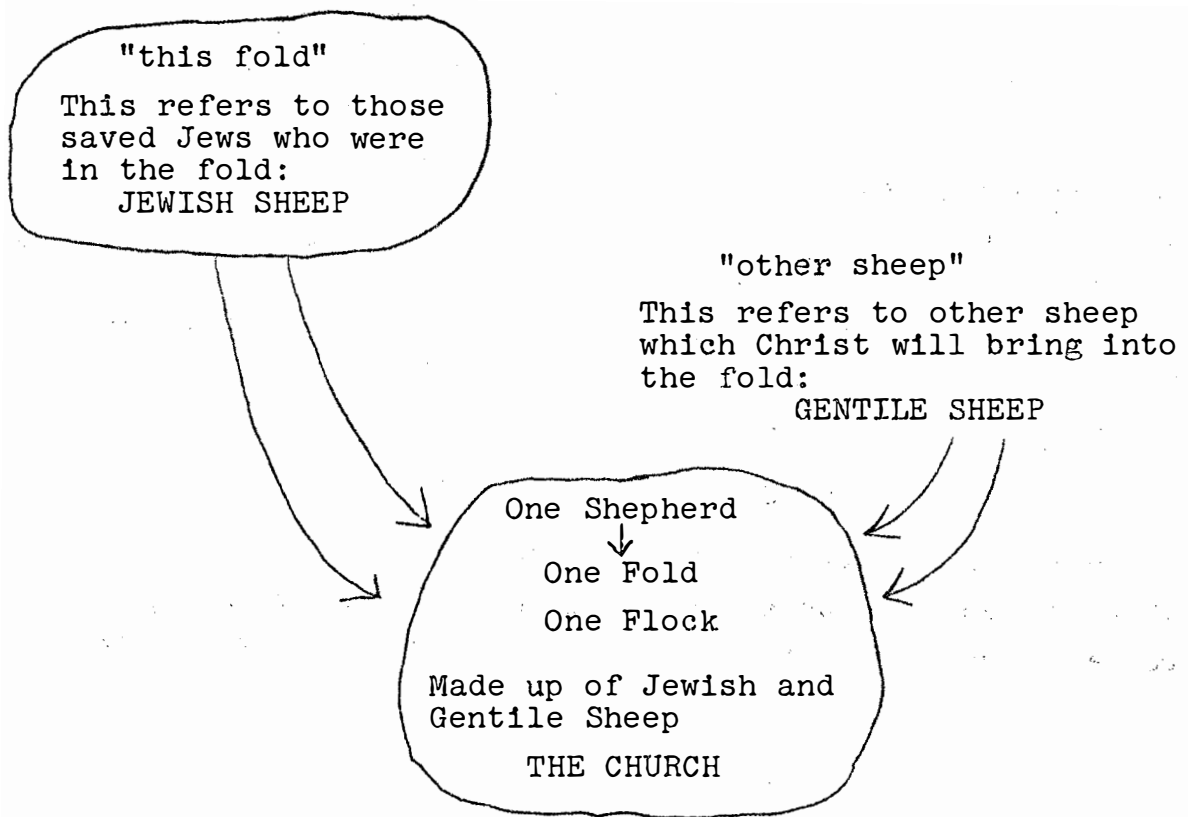 "this fold"
This refers to those
saved Jews who were
in the fold:
JEWISH SHEEP
"other sheep"
This refers to other sheep
which Christ will bring into
the fold:
GENTILE SHEEP
One Shepherd
One Fold
One Flock
Made up of Jewish and
Gentile Sheep
THE CHURCH